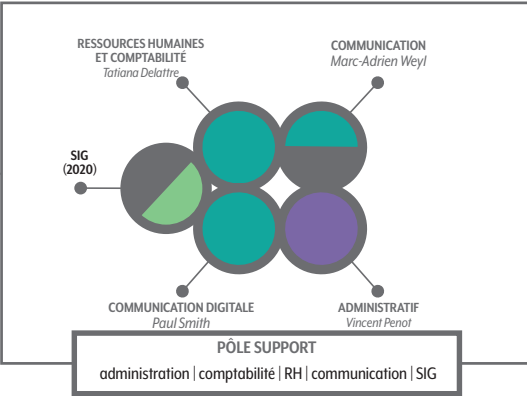 RESSOURCES HUMAINES
ET COMPTABILITÉ
Tatiana Delattre
COMMUNICATION
Marc-Adrien Weyl
SIG
(2020)
COMMUNICATION DIGITALE
Paul Smith
ADMINISTRATIF
Vincent Penot
PÔLE SUPPORT
administration | comptabilité | RH | communication | SIG